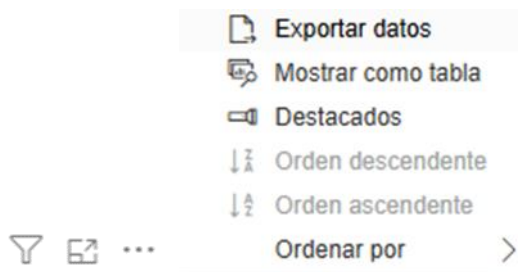 Exportar datos
Mostrar como tabla
Destacados
Orden descendente
Orden ascendente
Ordenar por